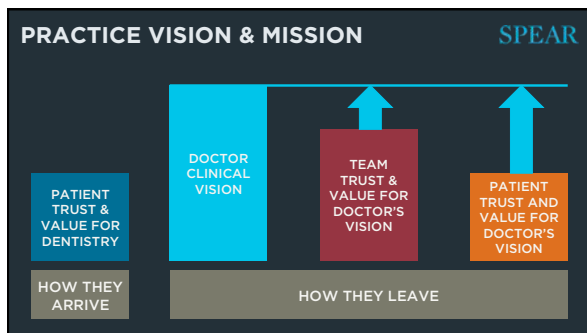 PRACTICE VISION & MISSION
SPEAR
PATIENT
TRUST &
VALUE FOR
DENTISTRY
DOCTOR
CLINICAL
VISION
TEAM
TRUST &
VALUE FOR
DOCTOR'S
VISION
PATIENT
TRUST AND
VALUE FOR
DOCTOR'S
VISION
HOW THEY
ARRIVE
HOW THEY LEAVE